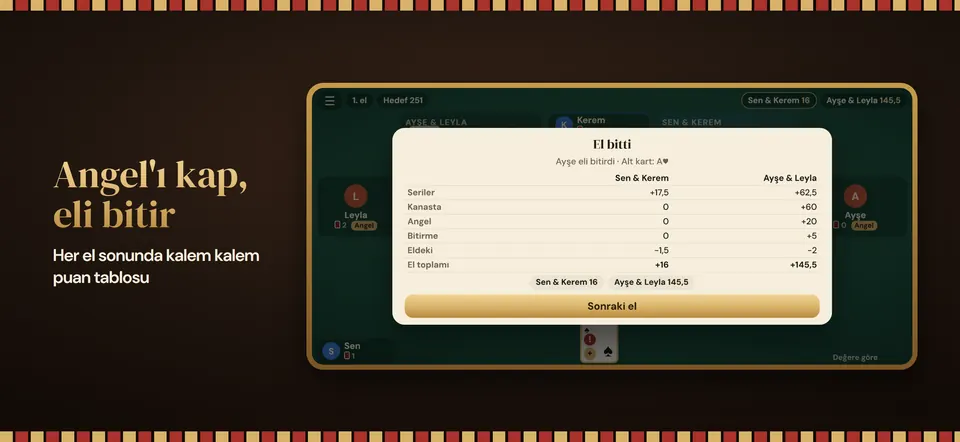 Angel'ı kap,
eli bitir
Her el sonunda kalem kalem
puan tablosu
☰ 1. el Hedef 251 Sen & Kerem 16 Ayşe & Leyla 145,5
AYŞE & LEYLA K Kerem SEN & KEREM
L
Leyla
2 Angel
A
Ayşe
0 Angel
El bitti
Ayşe eli bitirdi · Alt kart: A♥
Sen & Kerem Ayşe & Leyla
Seriler +17,5 +62,5
Kanasta 0 +60
Angel 0 +20
Bitirme 0 +5
Eldeki −1,5 −2
El toplamı +16 +145,5
Sen & Kerem 16 Ayşe & Leyla 145,5
Sonraki el
S Sen
1
Değere göre